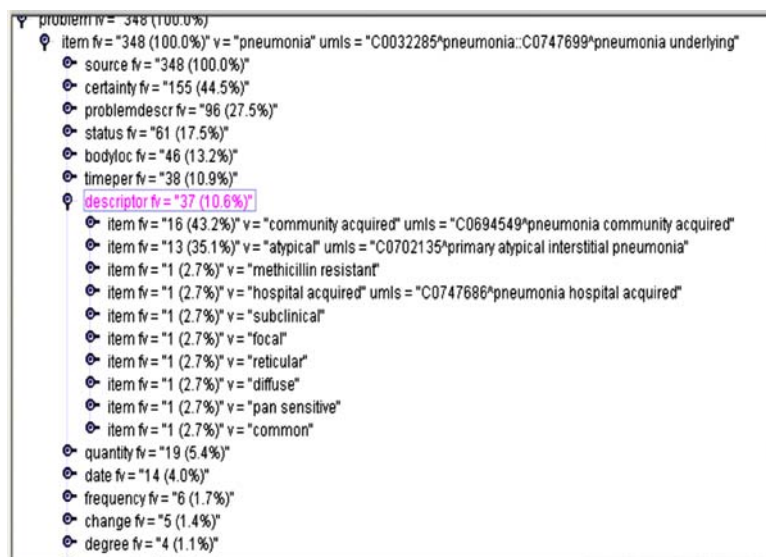 problem fv = "348 (100.0%)"
item fv = "348 (100.0%)" v = "pneumonia" umls = "C0032285^pneumonia::C0747699^pneumonia underlying"
source fv = "348 (100.0%)"
certainty fv = "155 (44.5%)"
problemdescr fv = "96 (27.5%)"
status fv = "61 (17.5%)"
bodyloc fv = "46 (13.2%)"
timeper fv = "38 (10.9%)"
descriptor fv = "37 (10.6%)"
item fv = "16 (43.2%)" v = "community acquired" umls = "C0694549^pneumonia community acquired"
item fv = "13 (35.1%)" v = "atypical" umls = "C0702135^primary atypical interstitial pneumonia"
item fv = "1 (2.7%)" v = "methicillin resistant"
item fv = "1 (2.7%)" v = "hospital acquired" umls = "C0747686^pneumonia hospital acquired"
item fv = "1 (2.7%)" v = "subclinical"
item fv = "1 (2.7%)" v = "focal"
item fv = "1 (2.7%)" v = "reticular"
item fv = "1 (2.7%)" v = "diffuse"
item fv = "1 (2.7%)" v = "pan sensitive"
item fv = "1 (2.7%)" v = "common"
quantity fv = "19 (5.4%)"
date fv = "14 (4.0%)"
frequency fv = "6 (1.7%)"
change fv = "5 (1.4%)"
degree fv = "4 (1.1%)"